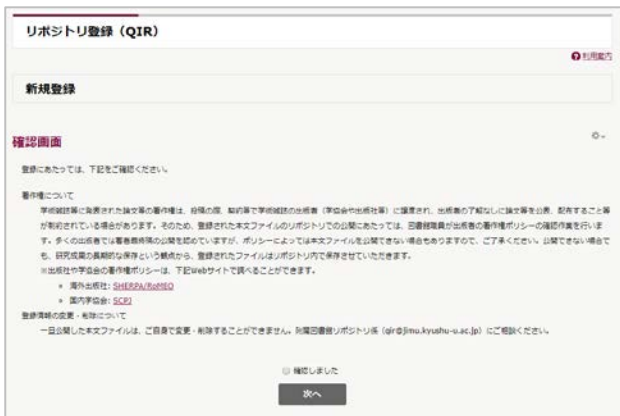 リポジトリ登録（QIR）
利用案内
新規登録
確認画面
登録にあたっては、下記をご確認ください。
著作権について
学術雑誌等に発表された論文等の著作権は、投稿の際、契約等で学術雑誌の出版者（学協会や出版社等）に譲渡され、出版者の了解なしに論文等を公表、配布すること等
が制約されている場合があります。そのため、登録された本文ファイルのリポジトリでの公開にあたっては、図書館職員が出版者の著作権ポリシーの確認作業を行いま
す。多くの出版者では著者最終稿の公開を認めていますが、ポリシーによっては本文ファイルを公開できない場合もありますので、ご了承ください。公開できない場合で
も、研究成果の長期的な保存という観点から、登録されたファイルはリポジトリ内で保存させていただきます。
※出版社や学協会の著作権ポリシーは、下記Webサイトで調べることができます。
海外出版社: SHERPA/RoMEO
国内学協会: SCPJ
登録情報の変更・削除について
一旦公開した本文ファイルは、ご自身で変更・削除することができません。附属図書館リポジトリ係（qir@jimu.kyushu-u.ac.jp）にご相談ください。
確認しました
次へ